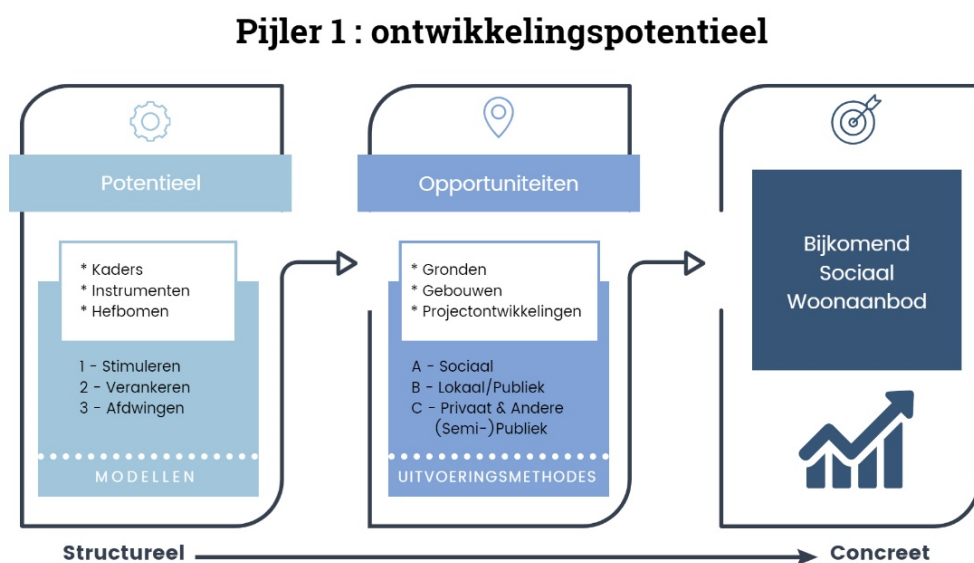 Pijler 1 : ontwikkelingspotentieel
Potentieel
* Kaders
* Instrumenten
* Hefbomen
1 - Stimuleren
2 - Verankeren
3 - Afdwingen
MODELLEN
Opportuniteiten
* Gronden
* Gebouwen
* Projectontwikkelingen
A - Sociaal
B - Lokaal/Publiek
C - Privaat & Andere
(Semi-)Publiek
UITVOERINGSMETHODES
Bijkomend
Sociaal
Woonaanbod
Structureel
Concreet